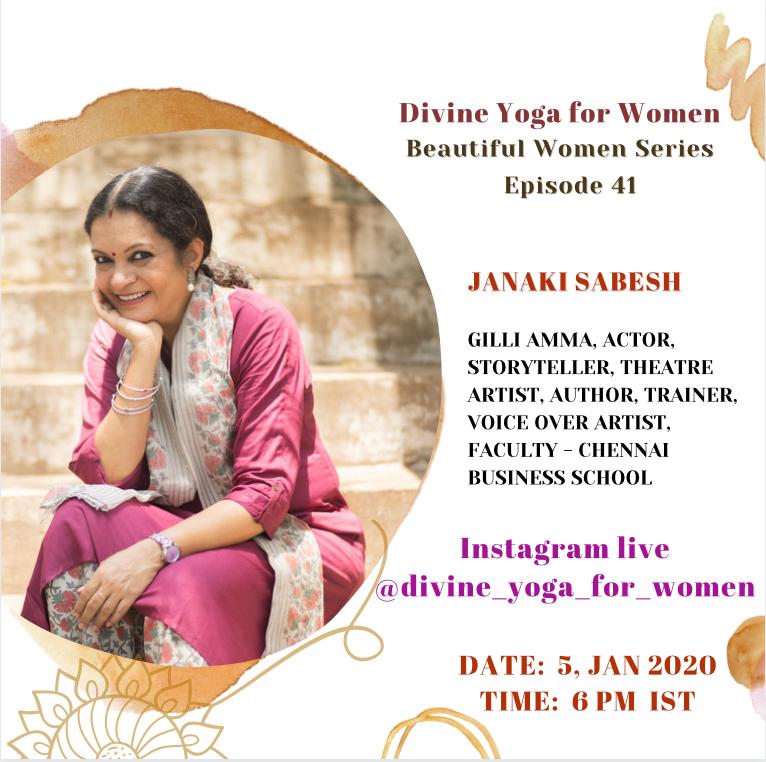 Divine Yoga for Women
Beautiful Women Series
Episode 41
JANAKI SABESH
GILLI AMMA, ACTOR,
STORYTELLER, THEATRE
ARTIST, AUTHOR, TRAINER,
VOICE OVER ARTIST,
FACULTY - CHENNAI
BUSINESS SCHOOL
Instagram live
@divine_yoga_for_women
DATE: 5, JAN 2020
TIME: 6 PM IST